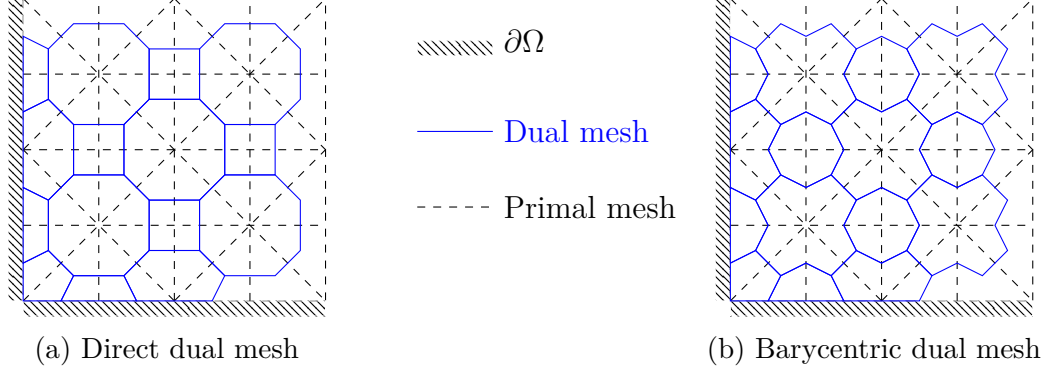 ∂Ω
Dual mesh
Primal mesh
(a) Direct dual mesh
(b) Barycentric dual mesh